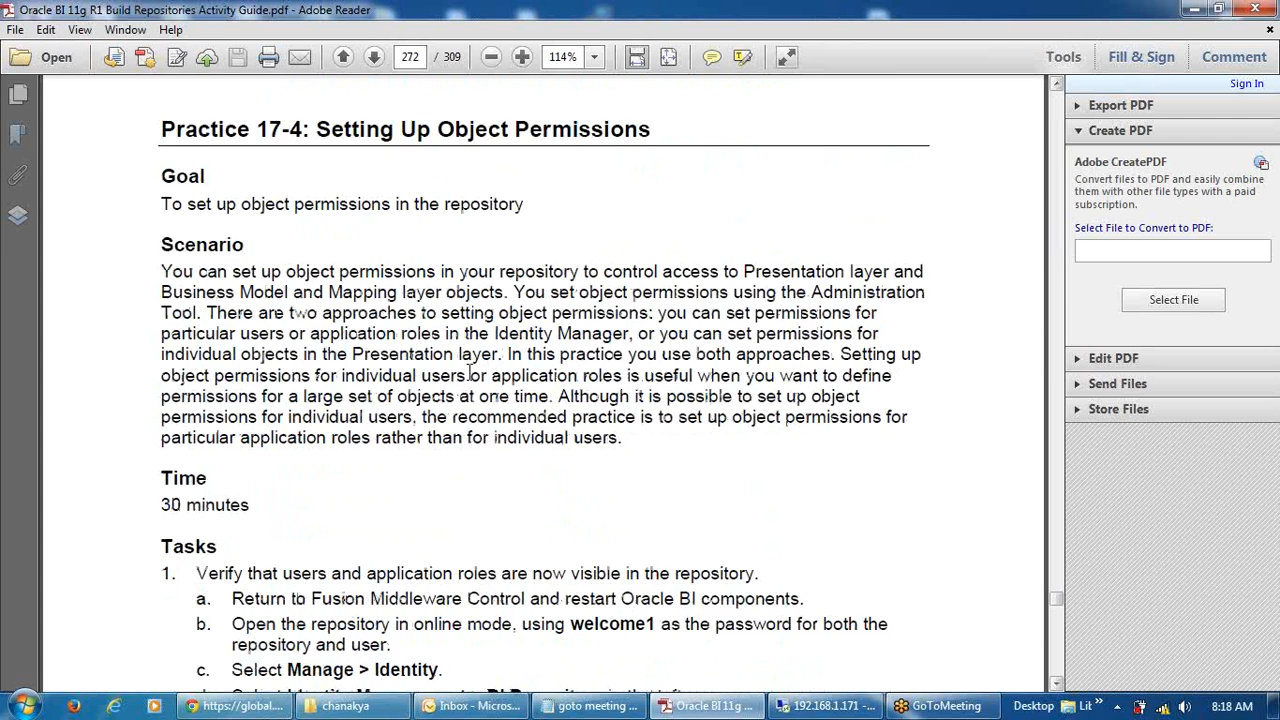 Oracle BI 11g R1 Build Repositories Activity Guide.pdf - Adobe Reader
File Edit View Window Help
Open 272 / 309 114% Tools Fill & Sign Comment
Sign In
Export PDF
Create PDF
Adobe CreatePDF
Convert files to PDF and easily combine
them with other file types with a paid
subscription.
Select File to Convert to PDF:
Select File
Edit PDF
Send Files
Store Files
Practice 17-4: Setting Up Object Permissions
Goal
To set up object permissions in the repository
Scenario
You can set up object permissions in your repository to control access to Presentation layer and
Business Model and Mapping layer objects. You set object permissions using the Administration
Tool. There are two approaches to setting object permissions: you can set permissions for
particular users or application roles in the Identity Manager, or you can set permissions for
individual objects in the Presentation layer. In this practice you use both approaches. Setting up
object permissions for individual users or application roles is useful when you want to define
permissions for a large set of objects at one time. Although it is possible to set up object
permissions for individual users, the recommended practice is to set up object permissions for
particular application roles rather than for individual users.
Time
30 minutes
Tasks
1. Verify that users and application roles are now visible in the repository.
a. Return to Fusion Middleware Control and restart Oracle BI components.
b. Open the repository in online mode, using welcome1 as the password for both the
repository and user.
c. Select Manage > Identity.
https://global.... chanakya Inbox - Micros... goto meeting ... Oracle BI 11g ... 192.168.1.171 -... GoToMeeting Desktop Lit 8:18 AM